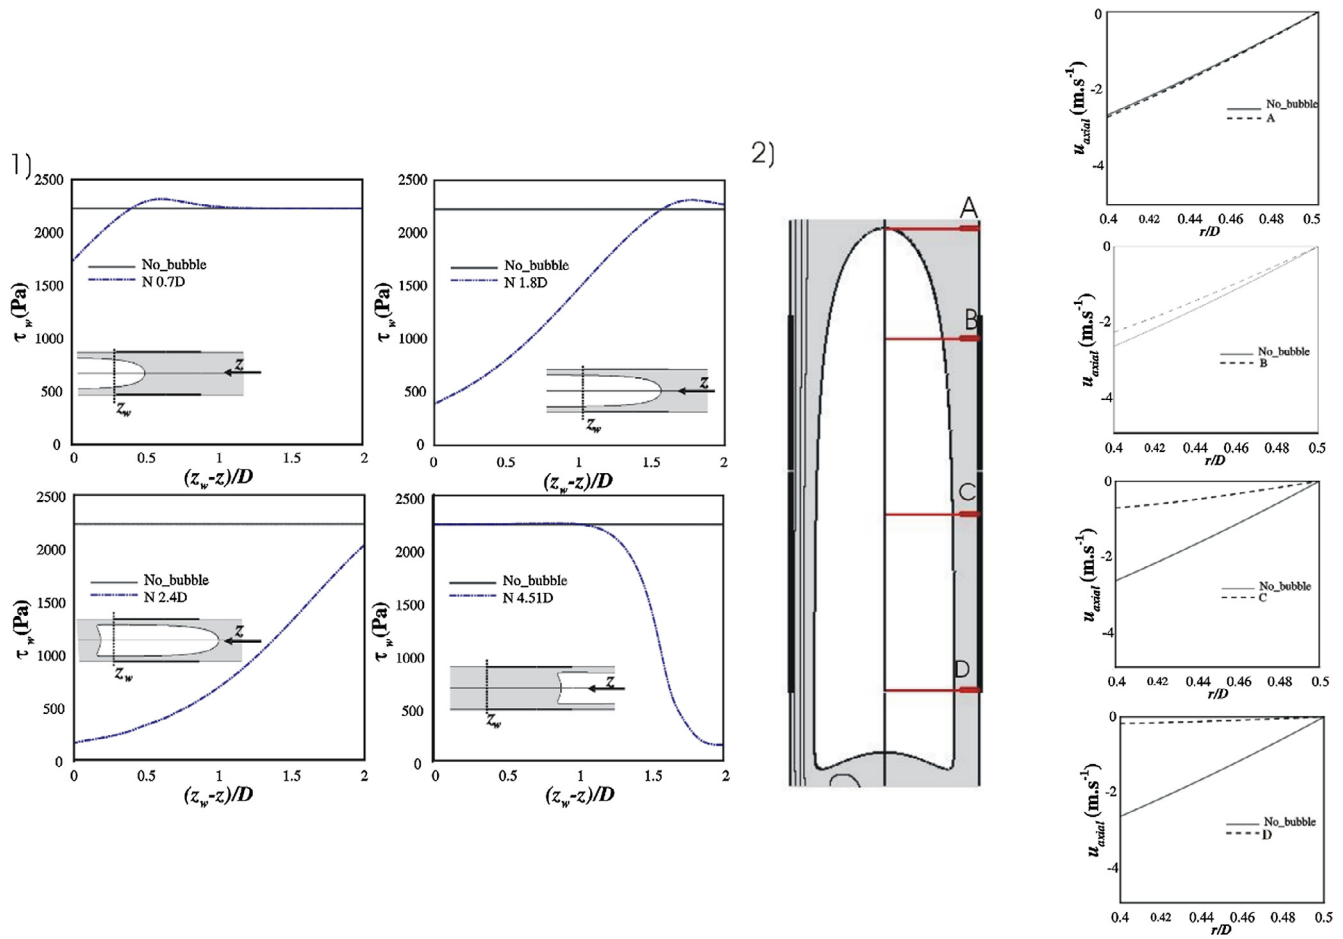 1)
2500
2000
1500
1000
500
0
τw(Pa)
No_bubble
N 0.7D
z
zw
0 0.5 1 1.5 2
(zw-z)/D
2500
2000
1500
1000
500
0
τw(Pa)
No_bubble
N 1.8D
z
zw
0 0.5 1 1.5 2
(zw-z)/D
2500
2000
1500
1000
500
0
τw(Pa)
No_bubble
N 2.4D
z
zw
0 0.5 1 1.5 2
(zw-z)/D
2500
2000
1500
1000
500
0
τw(Pa)
No_bubble
N 4.51D
z
zw
0 0.5 1 1.5 2
(zw-z)/D
2)
A
B
C
D
0
-2
-4
uaxial (m.s-1)
No_bubble
A
0.4 0.42 0.44 0.46 0.48 0.5
r/D
0
-2
-4
uaxial (m.s-1)
No_bubble
B
0.4 0.42 0.44 0.46 0.48 0.5
r/D
0
-2
-4
uaxial (m.s-1)
No_bubble
C
0.4 0.42 0.44 0.46 0.48 0.5
r/D
0
-2
-4
uaxial (m.s-1)
No_bubble
D
0.4 0.42 0.44 0.46 0.48 0.5
r/D